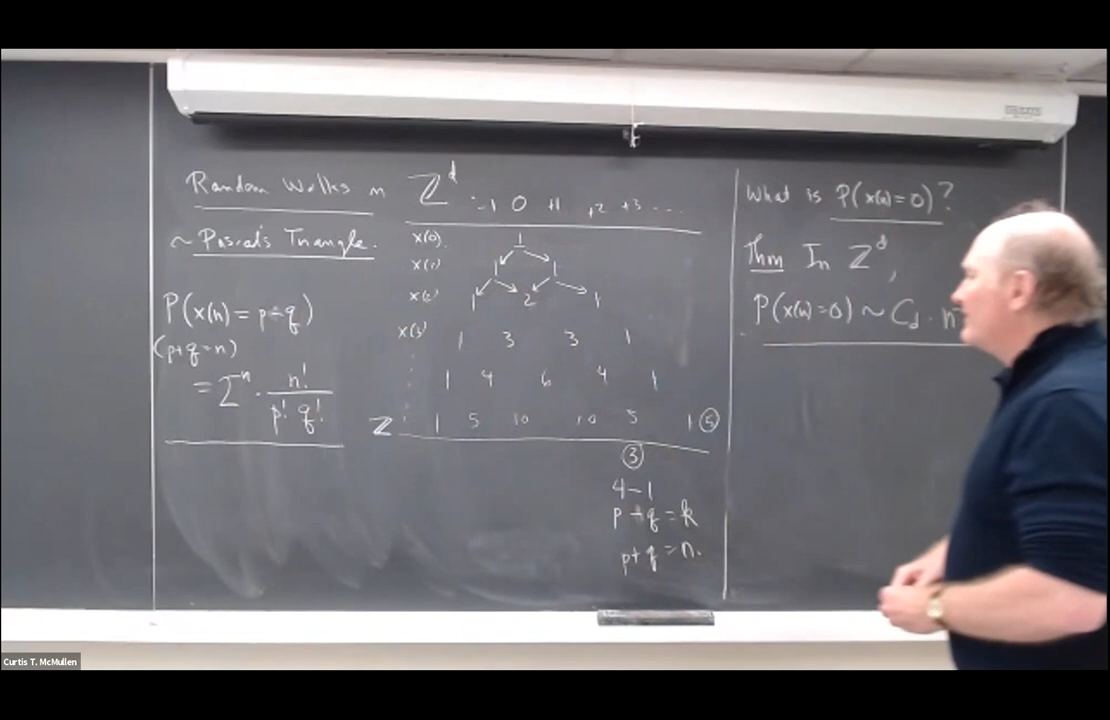 Random Walks in ℤ^d
~ Pascal's Triangle.
P(x(n) = p-q)
(p+q=n)
= 2^-n · n! / p! q!
-1 0 +1 +2 +3 ...
x(0) 1
x(1) 1 1
x(2) 1 2 1
x(3) 1 3 3 1
1 4 6 4 1
ℤ 1 5 10 10 5 1 ⑤
③
4-1
p-q = k
p+q = n.
What is P(x(n)=0)?
Thm In ℤ^d,
P(x(n)=0) ~ C_d · n^-
Curtis T. McMullen